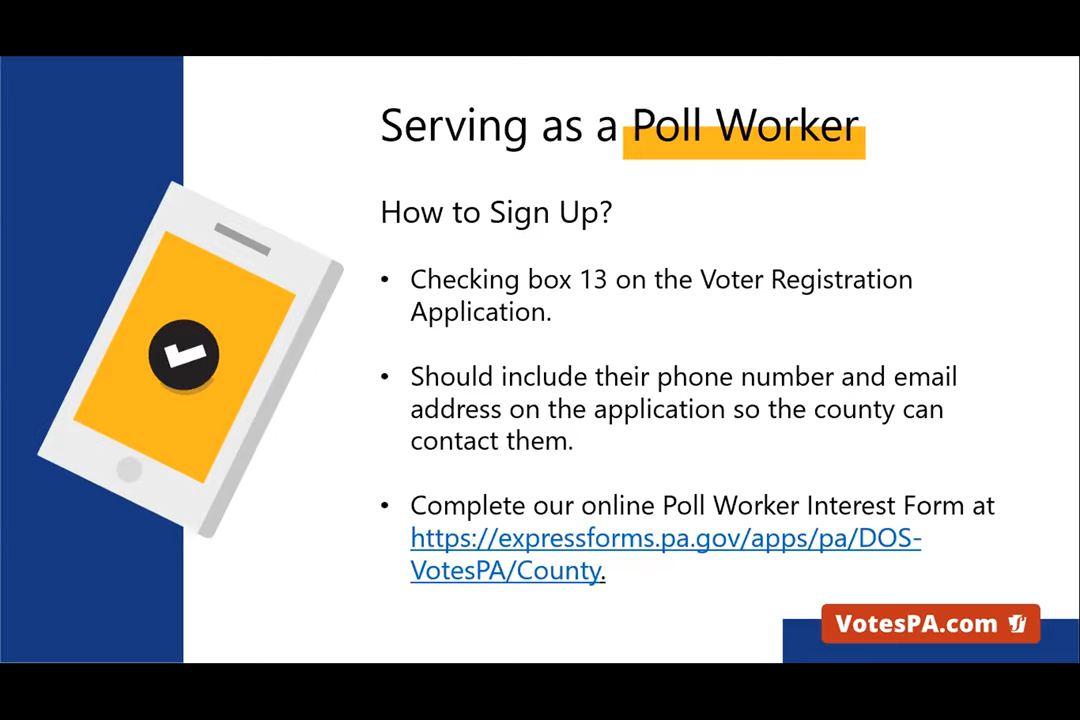 Serving as a Poll Worker
How to Sign Up?
• Checking box 13 on the Voter Registration
Application.
• Should include their phone number and email
address on the application so the county can
contact them.
• Complete our online Poll Worker Interest Form at
https://expressforms.pa.gov/apps/pa/DOS-
VotesPA/County.
VotesPA.com